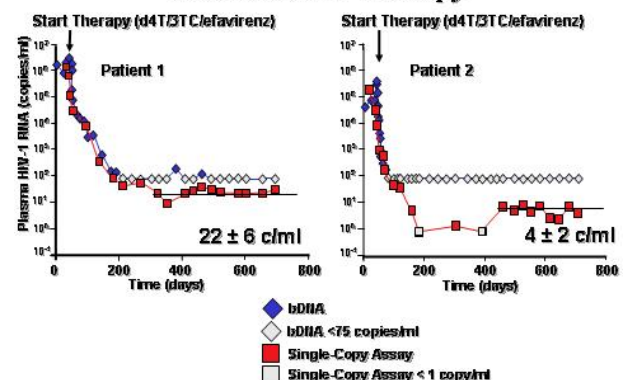 Start Therapy (d4T/3TC/efavirenz)
Start Therapy (d4T/3TC/efavirenz)
Patient 1
Patient 2
Plasma HIV-1 RNA (copies/ml)
22 ± 6 c/ml
4 ± 2 c/ml
0 200 400 600 800
0 200 400 600 800
Time (days)
Time (days)
bDNA
bDNA <75 copies/ml
Single-Copy Assay
Single-Copy Assay < 1 copy/ml